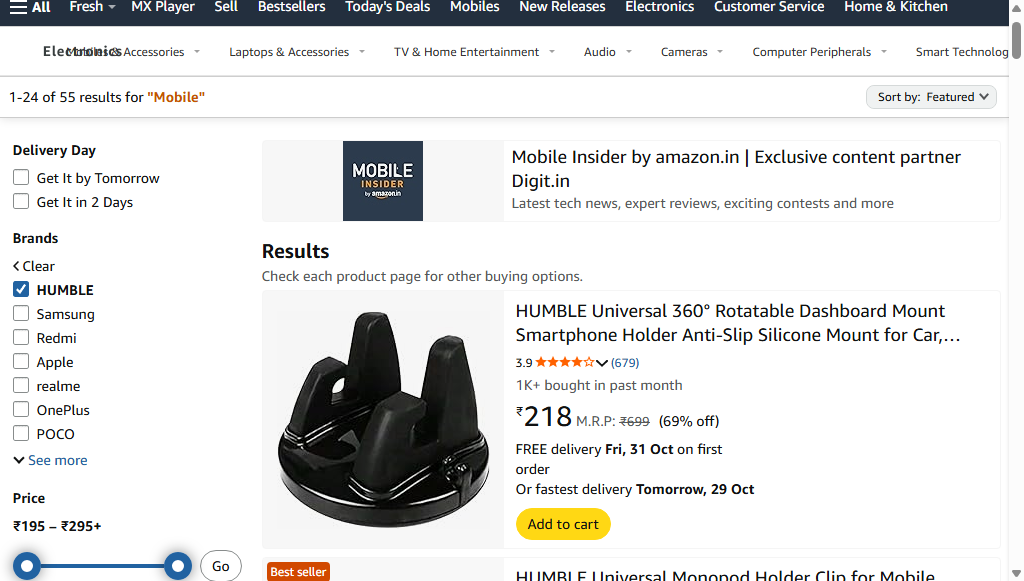 All Fresh MX Player Sell Bestsellers Today's Deals Mobiles New Releases Electronics Customer Service Home & Kitchen
Electronics Mobiles & Accessories Laptops & Accessories TV & Home Entertainment Audio Cameras Computer Peripherals Smart Technolog
1-24 of 55 results for "Mobile"
Sort by: Featured
Delivery Day
Get It by Tomorrow
Get It in 2 Days
Brands
Clear
HUMBLE
Samsung
Redmi
Apple
realme
OnePlus
POCO
See more
Price
₹195 – ₹295+
Go
MOBILE
INSIDER
by amazon.in
Mobile Insider by amazon.in | Exclusive content partner
Digit.in
Latest tech news, expert reviews, exciting contests and more
Results
Check each product page for other buying options.
HUMBLE Universal 360° Rotatable Dashboard Mount
Smartphone Holder Anti-Slip Silicone Mount for Car,…
3.9 (679)
1K+ bought in past month
₹218 M.R.P: ₹699 (69% off)
FREE delivery Fri, 31 Oct on first
order
Or fastest delivery Tomorrow, 29 Oct
Add to cart
Best seller
HUMBLE Universal Monopod Holder Clip for Mobile